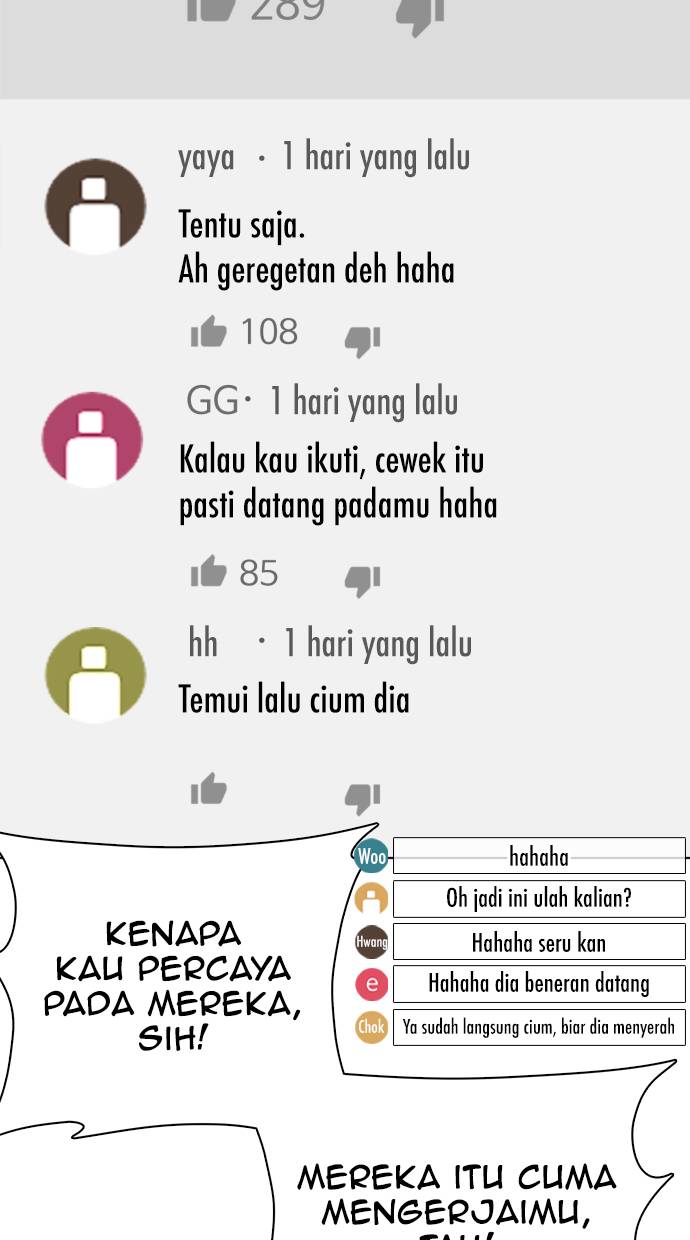 289
yaya · 1 hari yang lalu
Tentu saja.
Ah geregetan deh haha
108
GG· 1 hari yang lalu
Kalau kau ikuti, cewek itu
pasti datang padamu haha
85
hh · 1 hari yang lalu
Temui lalu cium dia
Woo hahaha
Oh jadi ini ulah kalian?
Hwang Hahaha seru kan
e Hahaha dia beneran datang
Chok Ya sudah langsung cium, biar dia menyerah
KENAPA
KAU PERCAYA
PADA MEREKA,
SIH!
MEREKA ITU CUMA
MENGERJAIMU,
TAU!